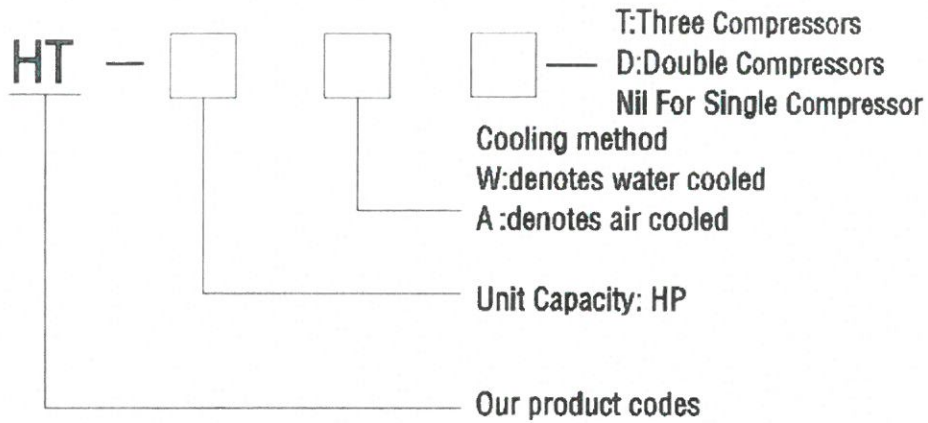 HT —
T:Three Compressors
D:Double Compressors
Nil For Single Compressor
Cooling method
W:denotes water cooled
A :denotes air cooled
Unit Capacity: HP
Our product codes